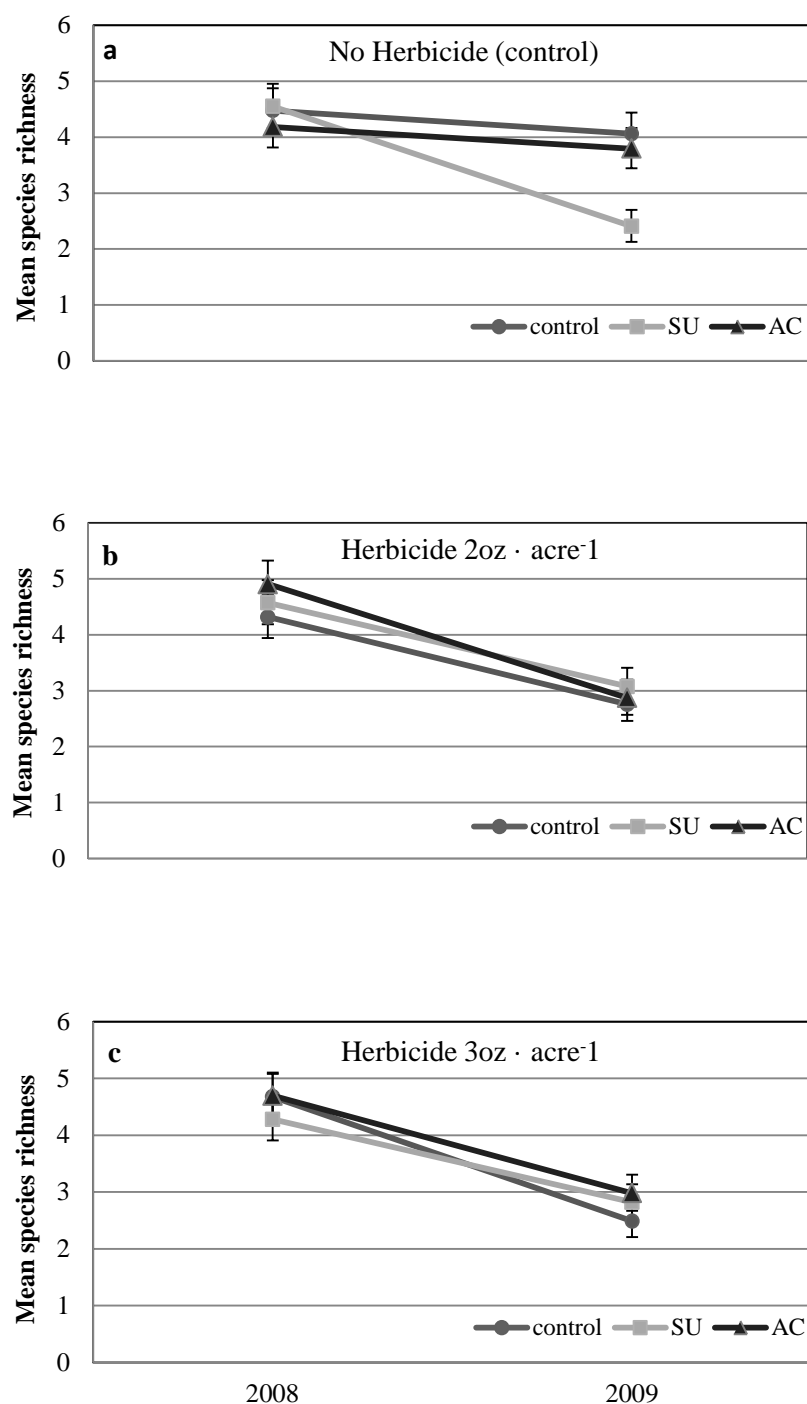 a No Herbicide (control)
Mean species richness
6
5
4
3
2
1
0
control SU AC
b Herbicide 2oz · acre-1
Mean species richness
6
5
4
3
2
1
0
control SU AC
c Herbicide 3oz · acre-1
Mean species richness
6
5
4
3
2
1
0
control SU AC
2008 2009